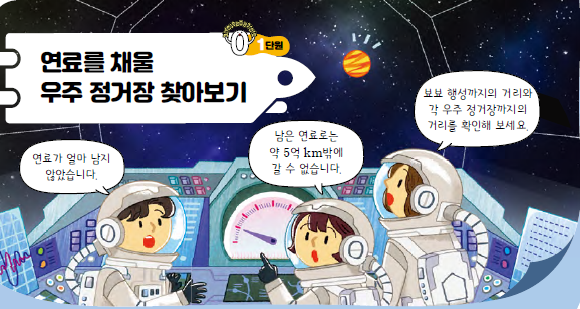 1단원
연료를 채울
우주 정거장 찾아보기
연료가 얼마 남지
않았습니다.
남은 연료로는
약 5억 km밖에
갈 수 없습니다.
뵤뵤 행성까지의 거리와
각 우주 정거장까지의
거리를 확인해 보세요.